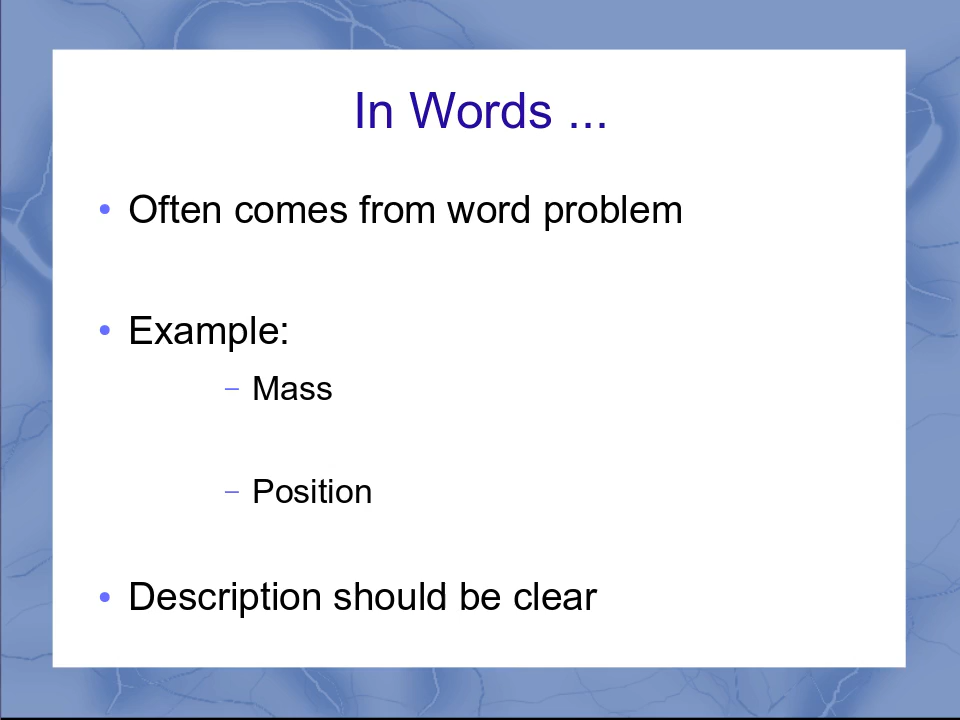 In Words ...
• Often comes from word problem
• Example:
– Mass
– Position
• Description should be clear